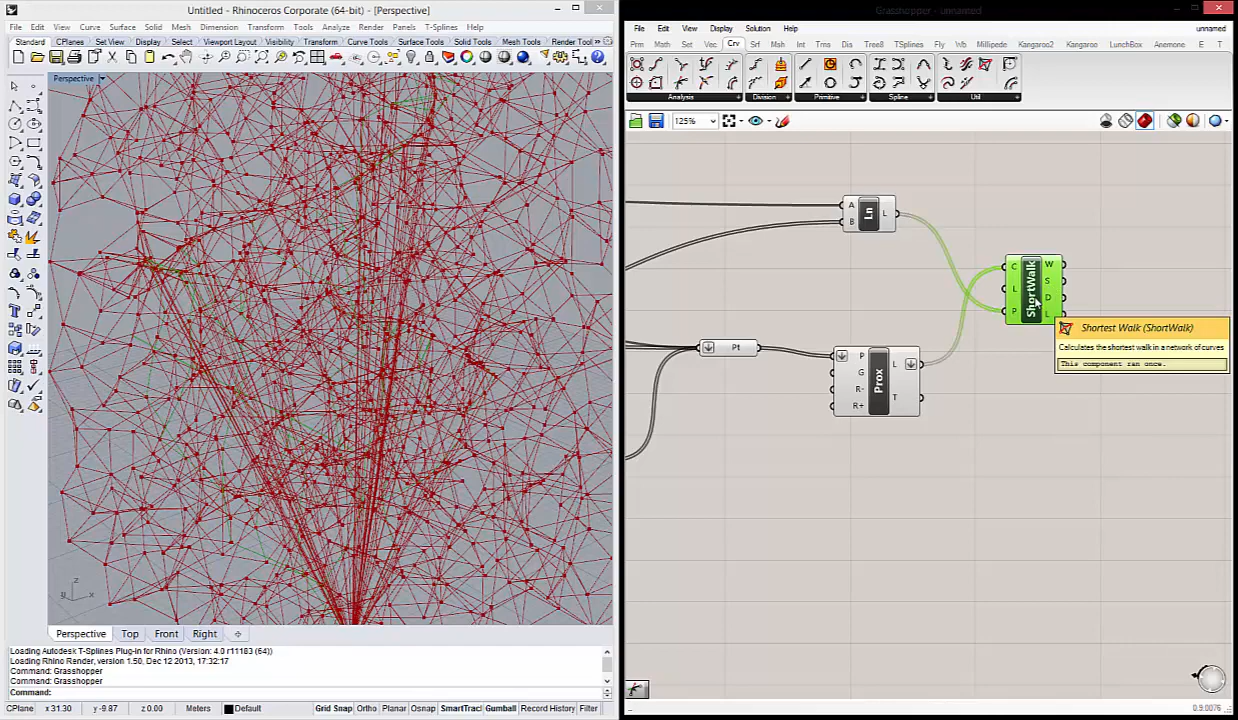 Untitled - Rhinoceros Corporate (64-bit) - [Perspective]
File Edit View Curve Surface Solid Mesh Dimension Transform Tools Analyze Render Panels T-Splines Help
Standard CPlanes Set View Display Select Viewport Layout Visibility Transform Curve Tools Surface Tools Solid Tools Mesh Tools Render Tool »
Perspective
z
y x
Perspective Top Front Right
Loading Autodesk T-Splines Plug-in for Rhino (Version: 4.0 r11183 (64))
Loading Rhino Render, version 1.50, Dec 12 2013, 17:32:17
Command: Grasshopper
Command: Grasshopper
Command:
CPlane x 31.30 y -9.87 z 0.00 Meters Default Grid Snap Ortho Planar Osnap SmartTracl Gumball Record History Filter
Grasshopper - unnamed
File Edit View Display Solution Help unnamed
Prm Math Set Vec Crv Srf Msh Int Trns Dis Tree8 TSplines Fly Wb Millipede Kangaroo2 Kangaroo LunchBox Anemone E T
Analysis Division Primitive Spline Util
125%
A
B
Ln
L
C
L
P
ShortWalk
W
S
D
L
Shortest Walk (ShortWalk)
Calculates the shortest walk in a network of curves
This component ran once.
Pt
P
G
R-
R+
Prox
L
T
0.9.0076